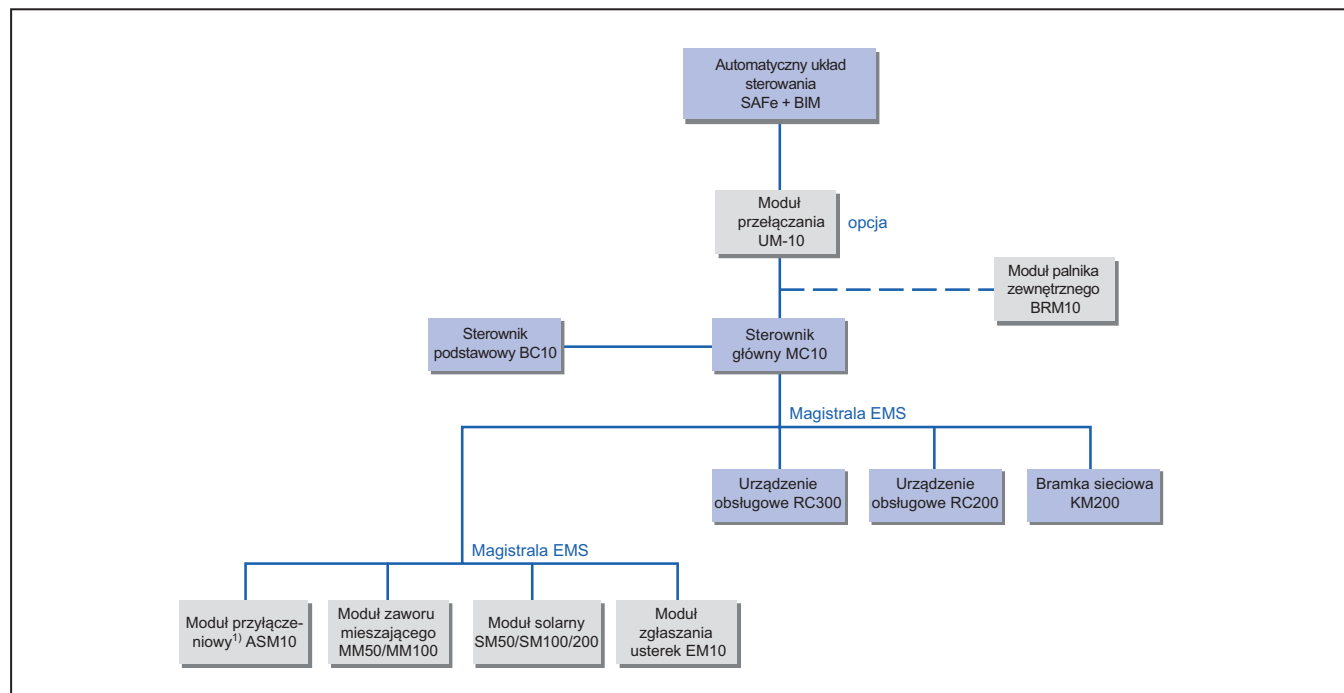 Automatyczny układ
sterowania
SAFe + BIM
Moduł
przełączania
UM-10
opcja
Moduł palnika
zewnętrznego
BRM10
Sterownik
podstawowy BC10
Sterownik
główny MC10
Magistrala EMS
Urządzenie
obsługowe RC300
Urządzenie
obsługowe RC200
Bramka sieciowa
KM200
Magistrala EMS
Moduł przyłącze-
niowy1) ASM10
Moduł zaworu
mieszającego
MM50/MM100
Moduł solarny
SM50/SM100/200
Moduł
zgłaszania
usterek EM10